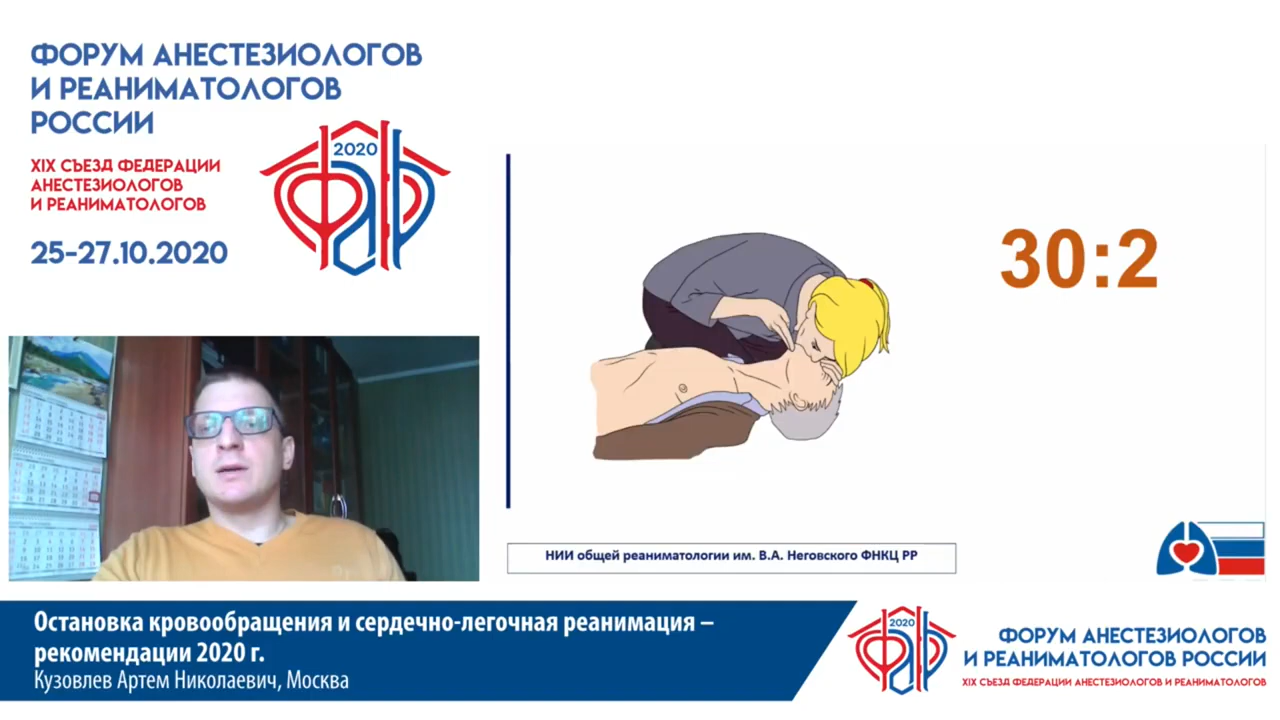 ФОРУМ АНЕСТЕЗИОЛОГОВ
И РЕАНИМАТОЛОГОВ
РОССИИ
XIX СЪЕЗД ФЕДЕРАЦИИ
АНЕСТЕЗИОЛОГОВ
И РЕАНИМАТОЛОГОВ
25-27.10.2020
2020
30:2
НИИ общей реаниматологии им. В.А. Неговского ФНКЦ РР
Остановка кровообращения и сердечно-легочная реанимация –
рекомендации 2020 г.
Кузовлев Артем Николаевич, Москва
2020
ФОРУМ АНЕСТЕЗИОЛОГОВ
И РЕАНИМАТОЛОГОВ РОССИИ
XIX СЪЕЗД ФЕДЕРАЦИИ АНЕСТЕЗИОЛОГОВ И РЕАНИМАТОЛОГОВ